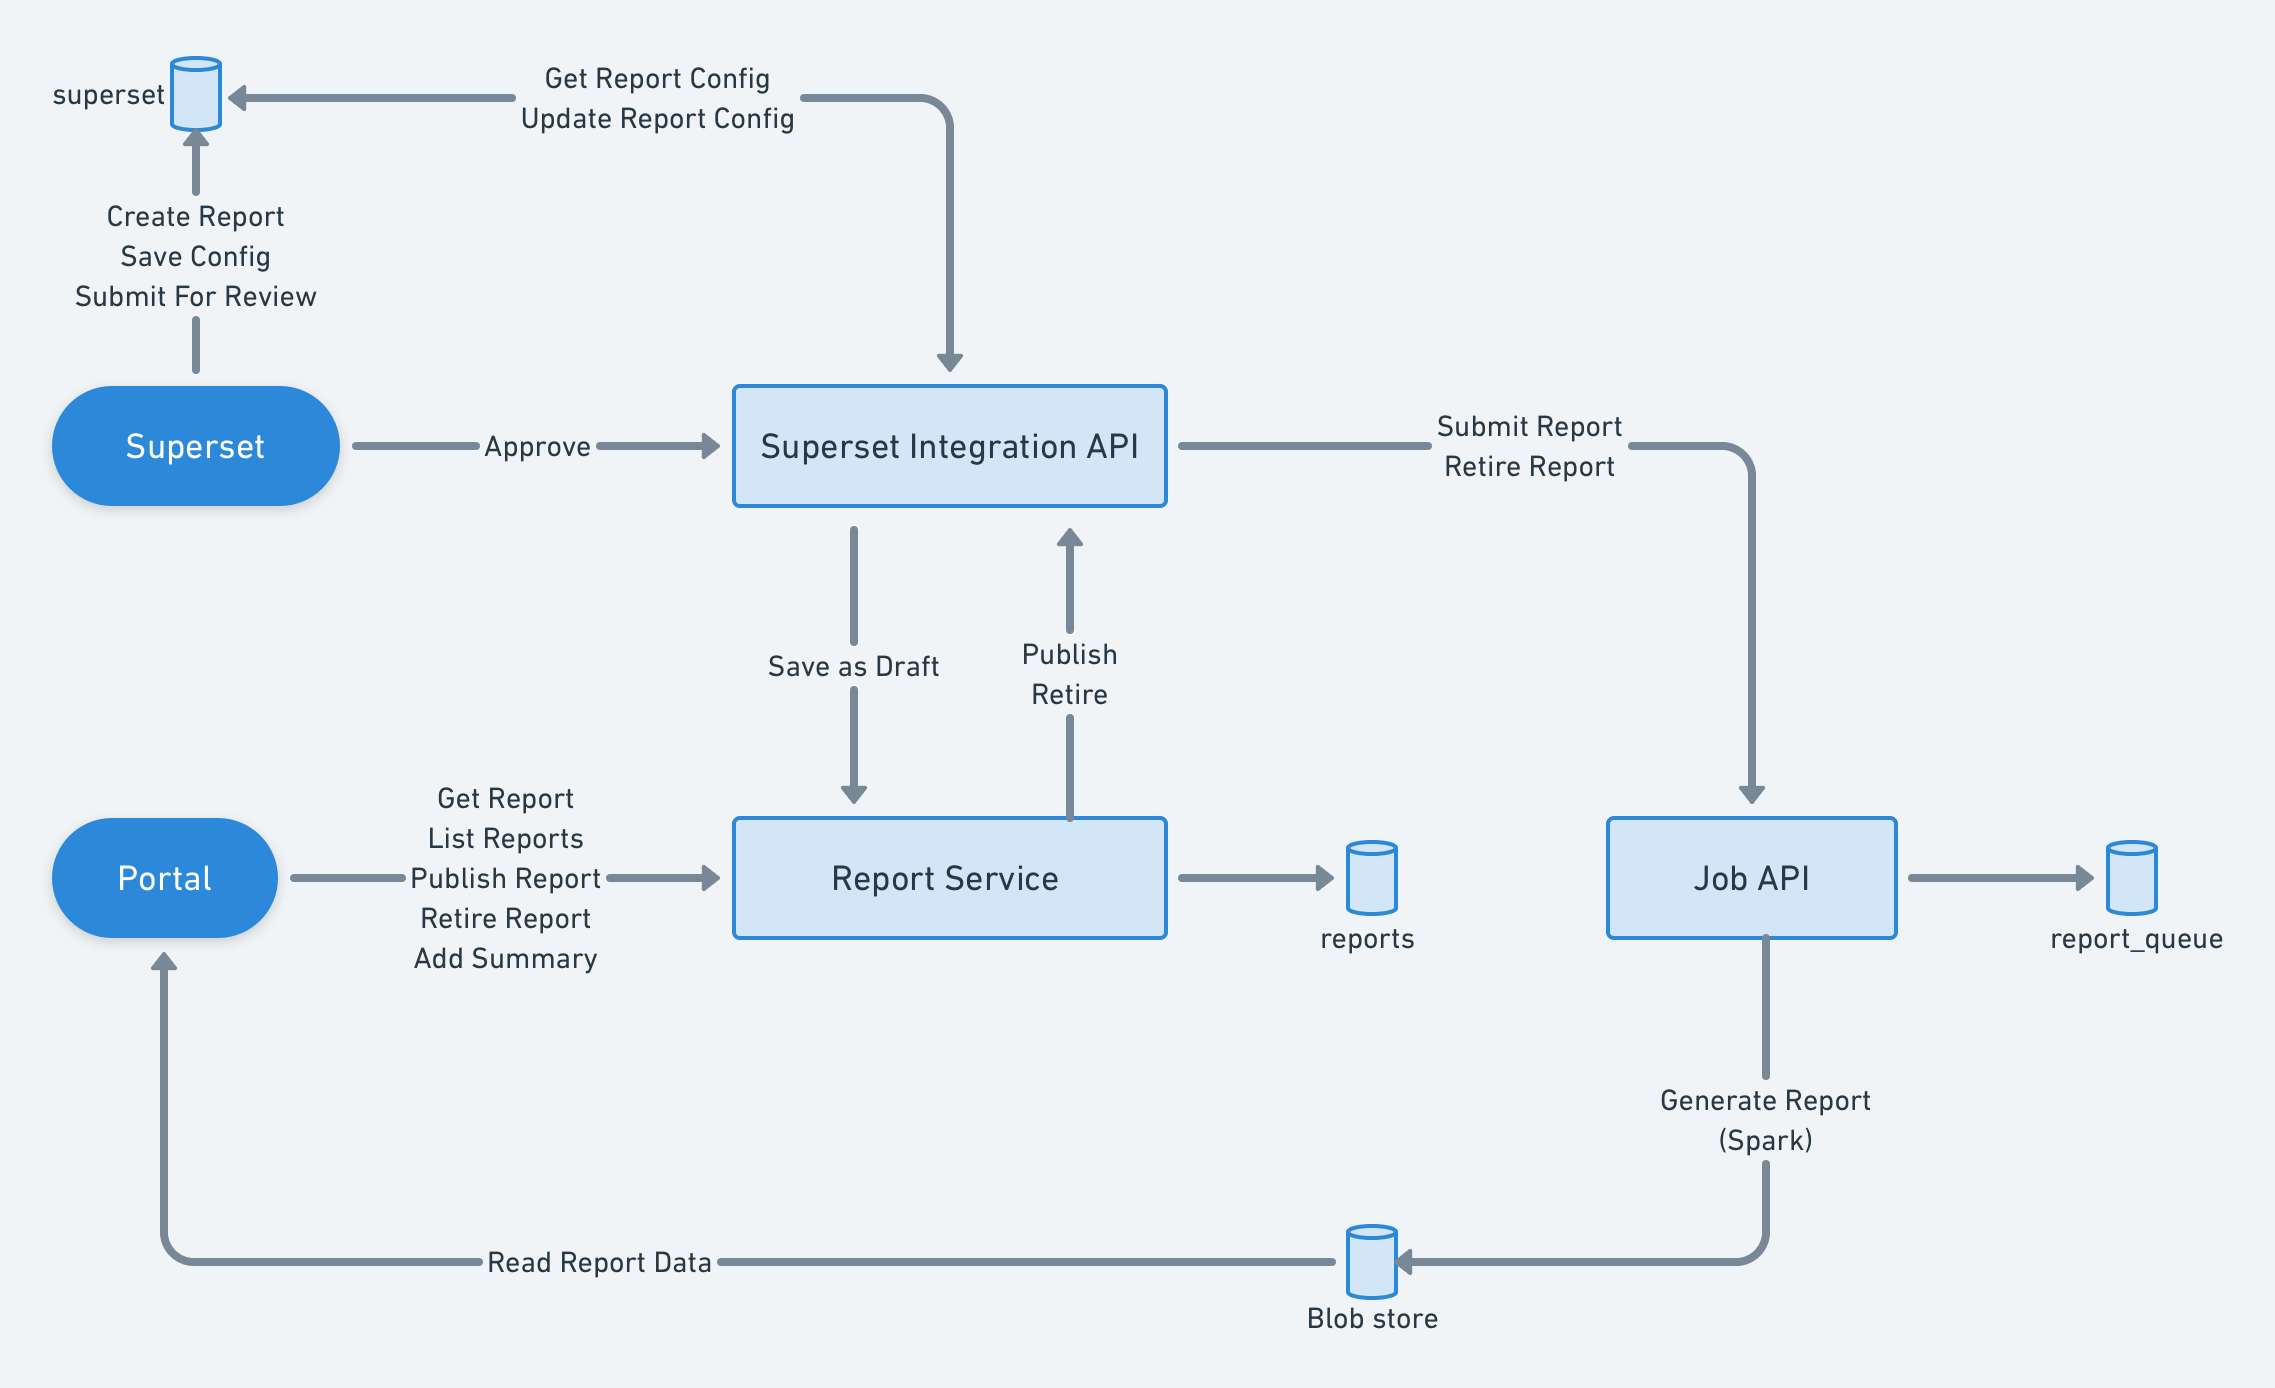 superset
Get Report Config
Update Report Config
Create Report
Save Config
Submit For Review
Superset
Approve
Superset Integration API
Submit Report
Retire Report
Save as Draft
Publish
Retire
Portal
Get Report
List Reports
Publish Report
Retire Report
Add Summary
Report Service
reports
Job API
report_queue
Generate Report
(Spark)
Read Report Data
Blob store